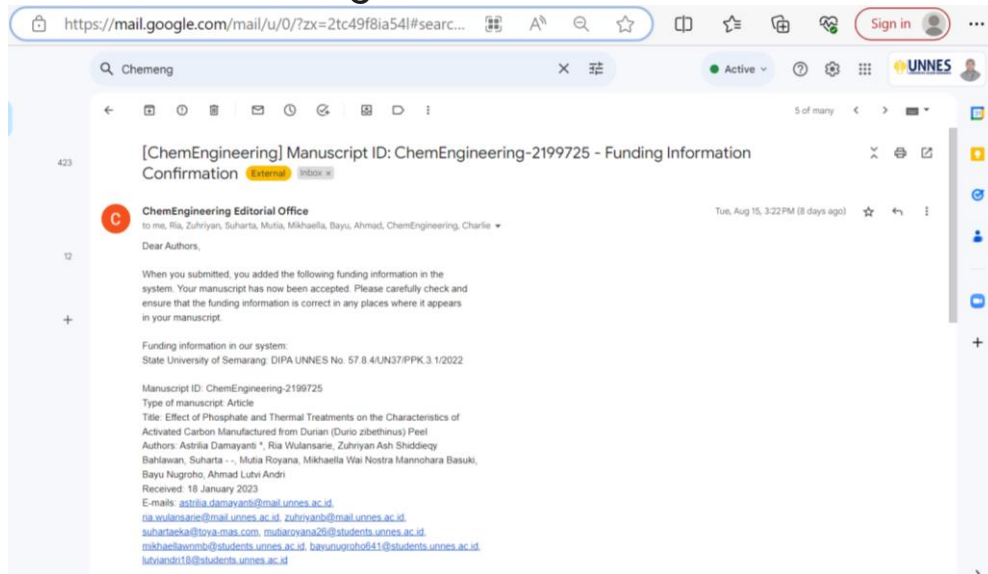 https://mail.google.com/mail/u/0/?zx=2tc49f8ia54l#searc...
Sign in
Chemeng
Active
UNNES
5 of many
423
[ChemEngineering] Manuscript ID: ChemEngineering-2199725 - Funding Information
Confirmation External Inbox x
C
ChemEngineering Editorial Office
Tue, Aug 15, 3:22 PM (8 days ago)
to me, Ria, Zuhriyan, Suharta, Mutia, Mikhaella, Bayu, Ahmad, ChemEngineering, Charlie
Dear Authors,
12
When you submitted, you added the following funding information in the
system. Your manuscript has now been accepted. Please carefully check and
ensure that the funding information is correct in any places where it appears
in your manuscript.
Funding information in our system:
State University of Semarang: DIPA UNNES No. 57.8.4/UN37/PPK.3.1/2022
Manuscript ID: ChemEngineering-2199725
Type of manuscript: Article
Title: Effect of Phosphate and Thermal Treatments on the Characteristics of
Activated Carbon Manufactured from Durian (Durio zibethinus) Peel
Authors: Astrilia Damayanti *, Ria Wulansarie, Zuhriyan Ash Shiddieqy
Bahlawan, Suharta - -, Mutia Royana, Mikhaella Wai Nostra Mannohara Basuki,
Bayu Nugroho, Ahmad Lutvi Andri
Received: 18 January 2023
E-mails: astrilia.damayanti@mail.unnes.ac.id,
ria.wulansarie@mail.unnes.ac.id, zuhriyanb@mail.unnes.ac.id,
suhartaeka@toya-mas.com, mutiaroyana26@students.unnes.ac.id,
mikhaellawnmb@students.unnes.ac.id, bayunugroho641@students.unnes.ac.id,
lutviandri18@students.unnes.ac.id